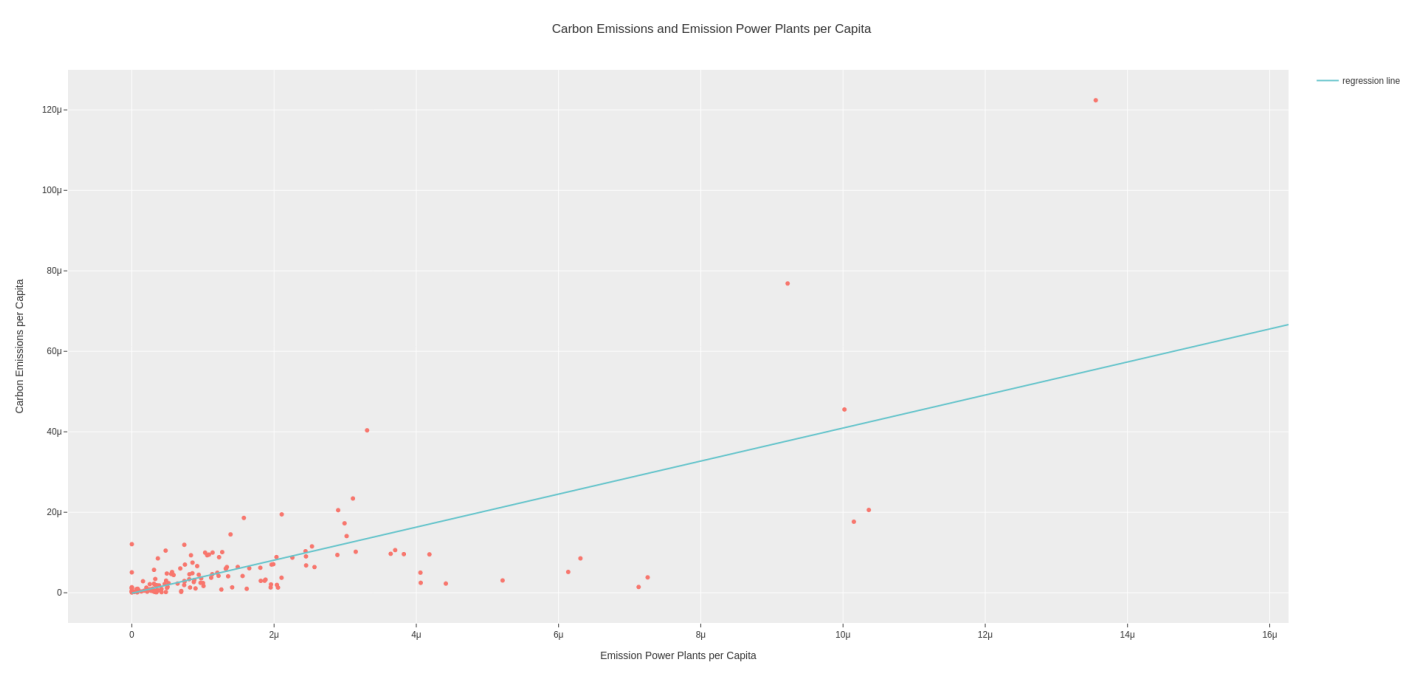 Carbon Emissions and Emission Power Plants per Capita
regression line
120μ
100μ
80μ
60μ
40μ
20μ
0
Carbon Emissions per Capita
0 2μ 4μ 6μ 8μ 10μ 12μ 14μ 16μ
Emission Power Plants per Capita